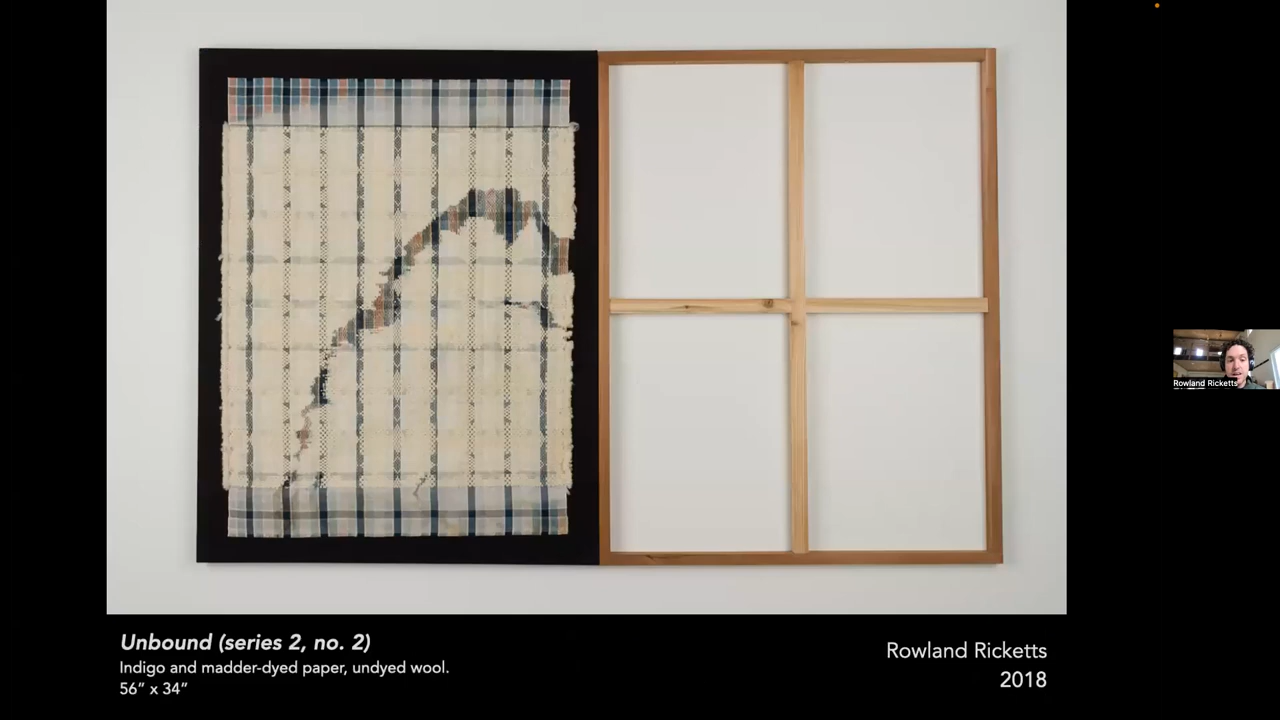 Unbound (series 2, no. 2)
Indigo and madder-dyed paper, undyed wool.
56” x 34”
Rowland Ricketts
2018
Rowland Ricketts